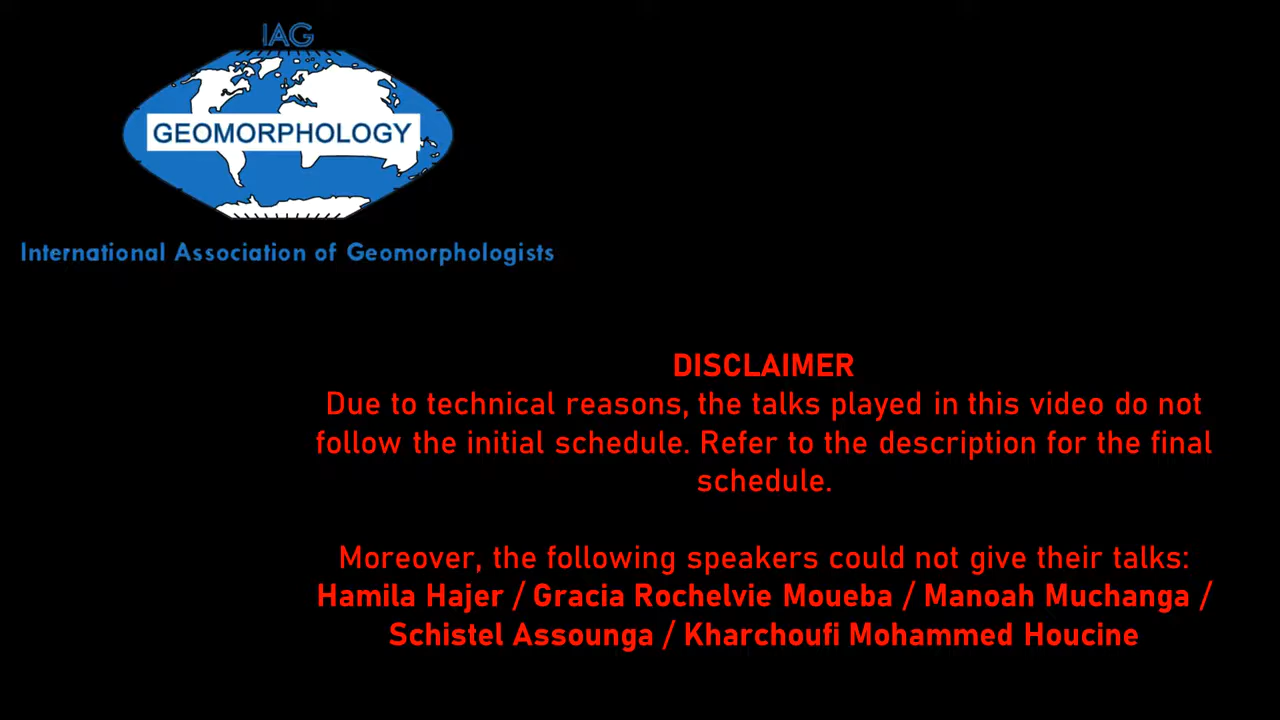 IAG
GEOMORPHOLOGY
International Association of Geomorphologists
DISCLAIMER
Due to technical reasons, the talks played in this video do not
follow the initial schedule. Refer to the description for the final
schedule.
Moreover, the following speakers could not give their talks:
Hamila Hajer / Gracia Rochelvie Moueba / Manoah Muchanga /
Schistel Assounga / Kharchoufi Mohammed Houcine